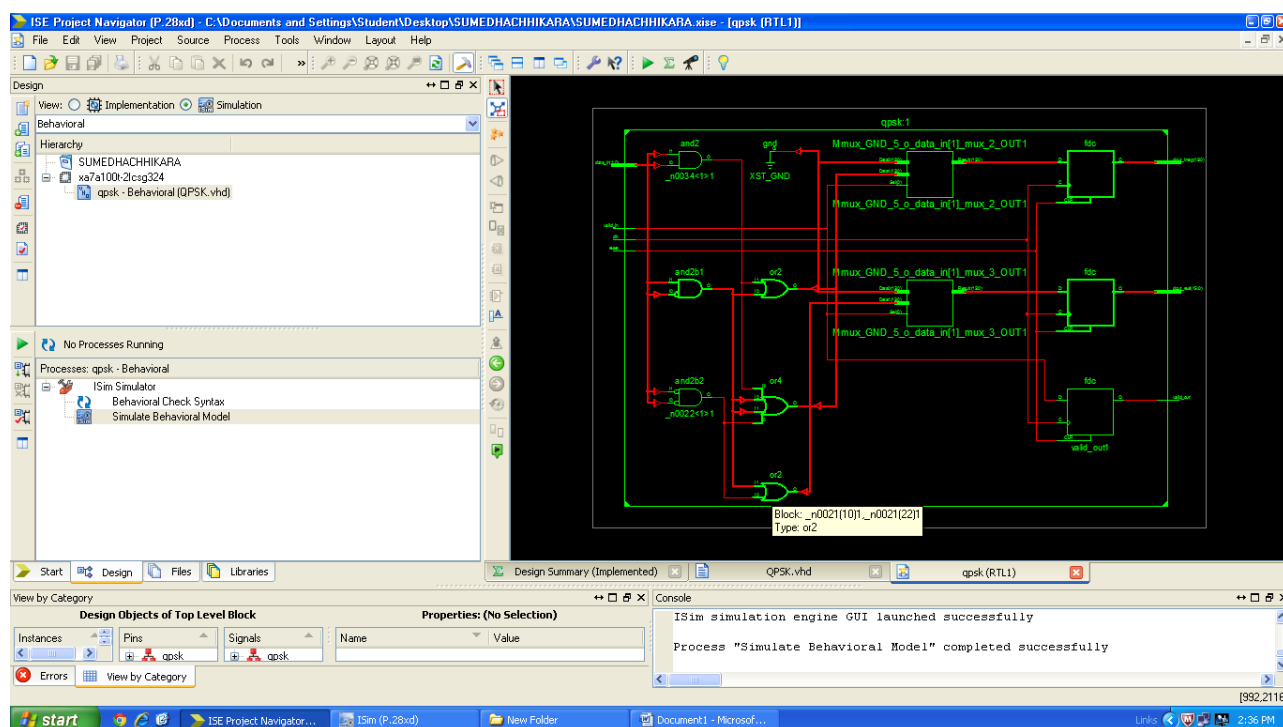 ISE Project Navigator (P.28xd) - C:\Documents and Settings\Student\Desktop\SUMEDHACHHIKARA\SUMEDHACHHIKARA.xise - [qpsk (RTL1)]
File Edit View Project Source Process Tools Window Layout Help
Design
View: Implementation Simulation
Behavioral
Hierarchy
SUMEDHACHHIKARA
xa7a100t-2Icsg324
qpsk - Behavioral (QPSK.vhd)
No Processes Running
Processes: qpsk - Behavioral
ISim Simulator
Behavioral Check Syntax
Simulate Behavioral Model
Start Design Files Libraries
qpsk:1
and2 gnd Mmux_GND_5_o_data_in[1]_mux_2_OUT1 fdc
_n0034<1>1 XST_GND
Mmux_GND_5_o_data_in[1]_mux_2_OUT1
valid_in
and2b1 or2 Mmux_GND_5_o_data_in[1]_mux_3_OUT1 fdc
Mmux_GND_5_o_data_in[1]_mux_3_OUT1
and2b2 or4 fdc
_n0022<1>1
valid_out
valid_out1
or2
Block: _n0021(10)1,_n0021(22)1
Type: or2
Design Summary (Implemented) QPSK.vhd qpsk (RTL1)
View by Category
Design Objects of Top Level Block Properties: (No Selection)
Instances Pins Signals Name Value
qpsk qpsk
Errors View by Category
Console
ISim simulation engine GUI launched successfully
Process "Simulate Behavioral Model" completed successfully
[992,2116
start ISE Project Navigator... ISim (P.28xd) New Folder Document1 - Microsof... Links 2:36 PM